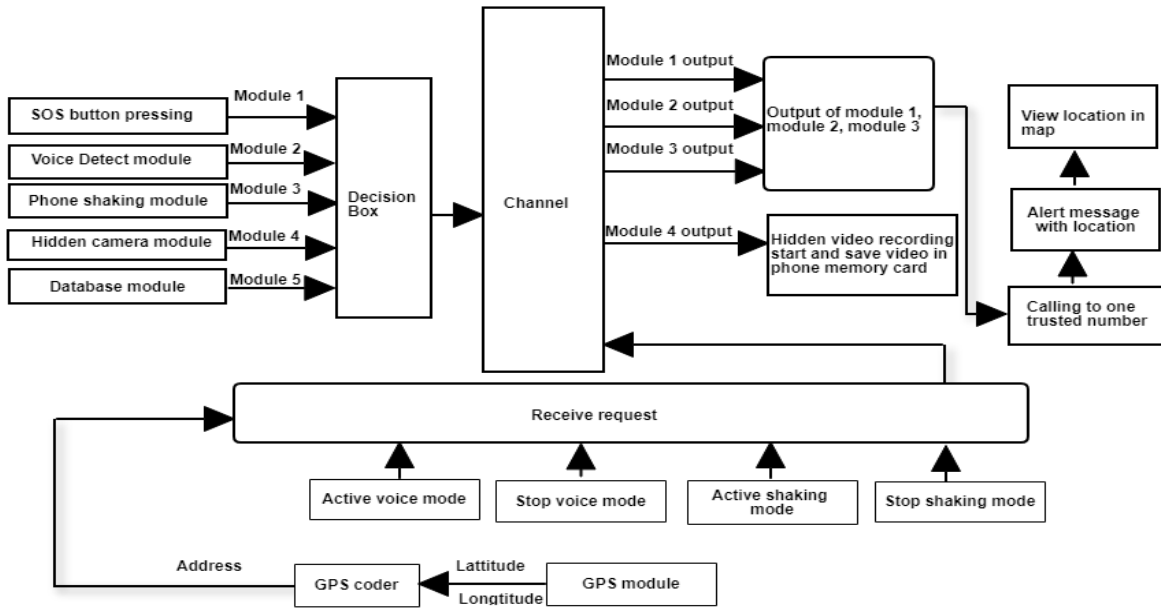 SOS button pressing
Voice Detect module
Phone shaking module
Hidden camera module
Database module
Module 1
Module 2
Module 3
Module 4
Module 5
Decision
Box
Channel
Module 1 output
Module 2 output
Module 3 output
Module 4 output
Output of module 1,
module 2, module 3
Hidden video recording
start and save video in
phone memory card
View location in
map
Alert message
with location
Calling to one
trusted number
Receive request
Active voice mode
Stop voice mode
Active shaking
mode
Stop shaking mode
Address
GPS coder
Lattitude
Longtitude
GPS module